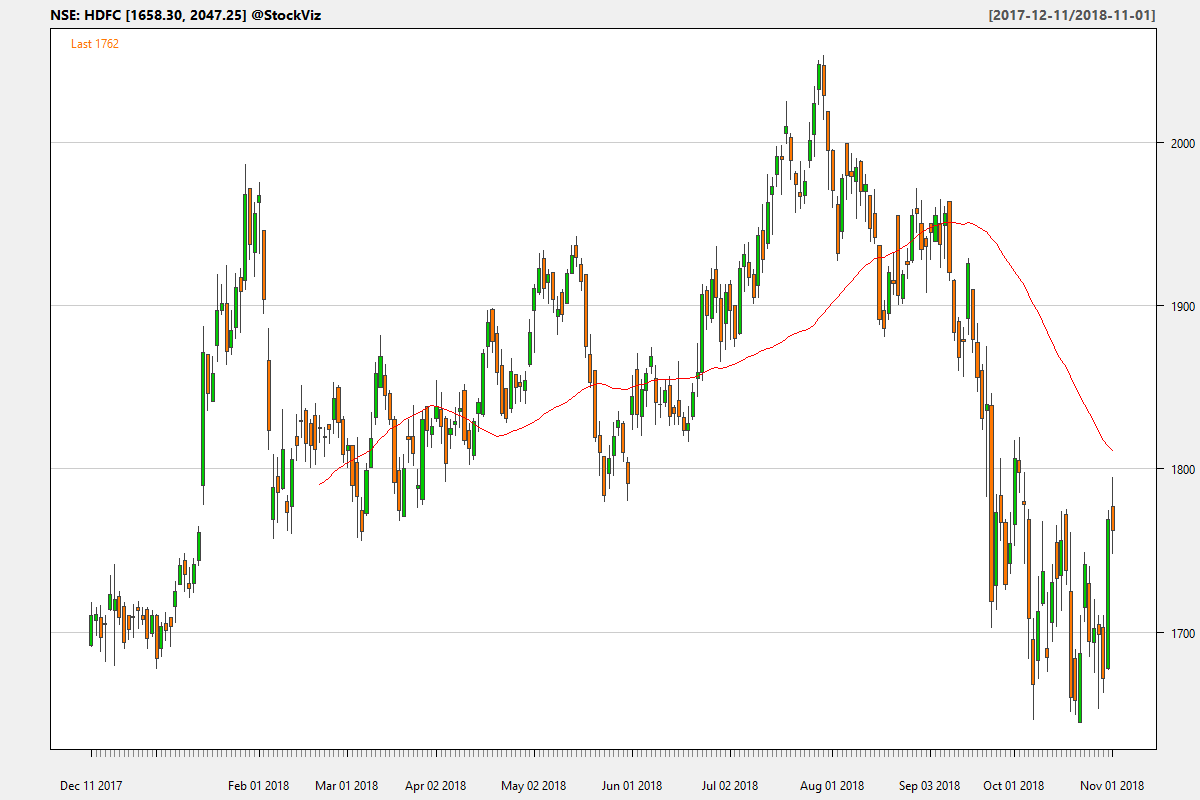 NSE: HDFC [1658.30, 2047.25] @StockViz
[2017-12-11/2018-11-01]
Last 1762
2000
1900
1800
1700
Dec 11 2017 Feb 01 2018 Mar 01 2018 Apr 02 2018 May 02 2018 Jun 01 2018 Jul 02 2018 Aug 01 2018 Sep 03 2018 Oct 01 2018 Nov 01 2018